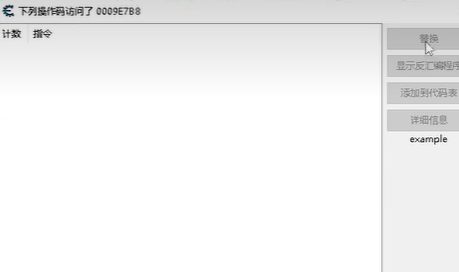 下列操作码访问了 0009E7B8
计数 指令
替换
显示反汇编程序
添加到代码表
详细信息
example